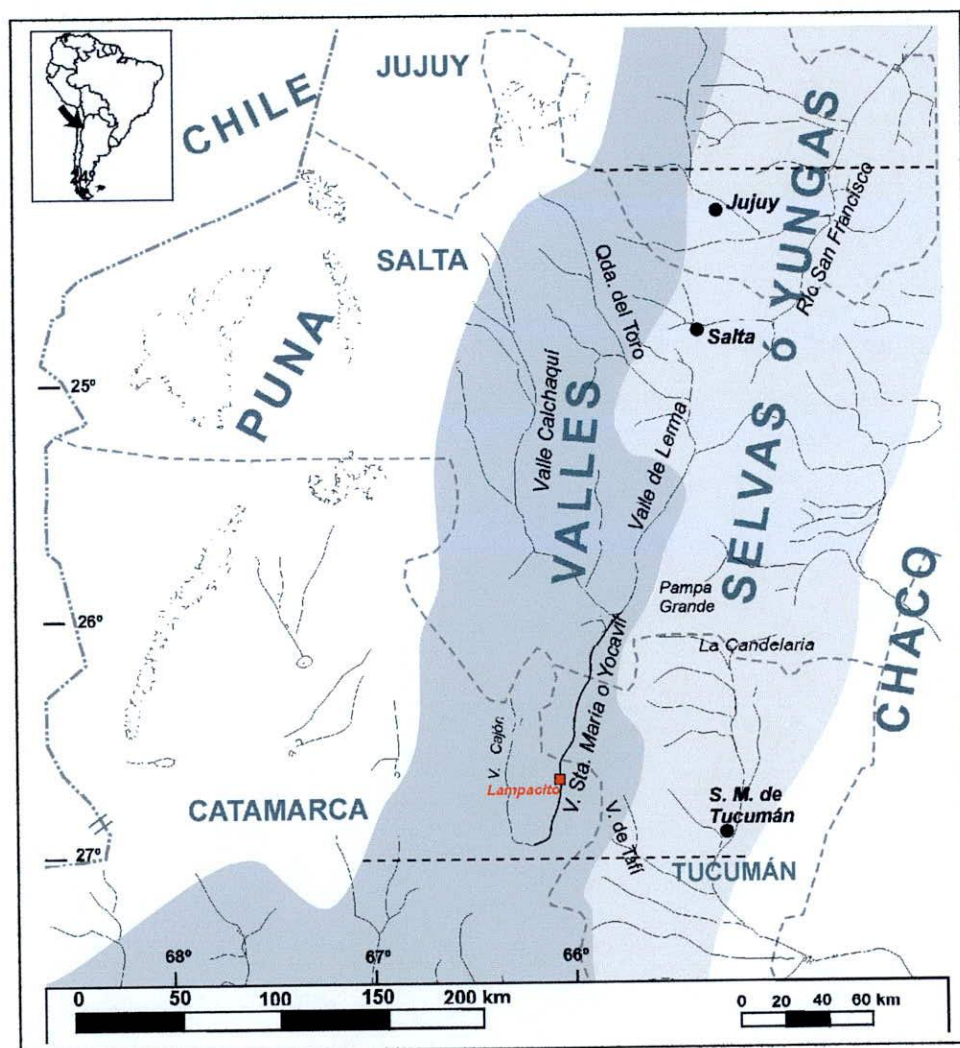 JUJUY
CHILE
24º
SELVAS Ó YUNGAS
Jujuy
Río San Francisco
SALTA
Qda. del Toro
PUNA
Salta
25º
Valle Calchaquí
VALLES
Valle de Lerma
Pampa
Grande
CHACO
26º
La Candelaria
V. Sta. María o Yocavil
V. Cajón
Lampacito
CATAMARCA
S. M. de
Tucumán
V. de Tafí
27º
TUCUMÁN
68º
67º
66º
0 50 100 150 200 km
0 20 40 60 km